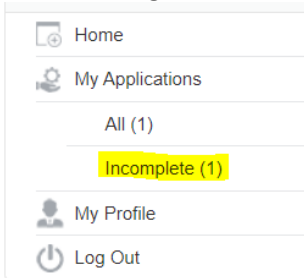 Home
My Applications
All (1)
Incomplete (1)
My Profile
Log Out